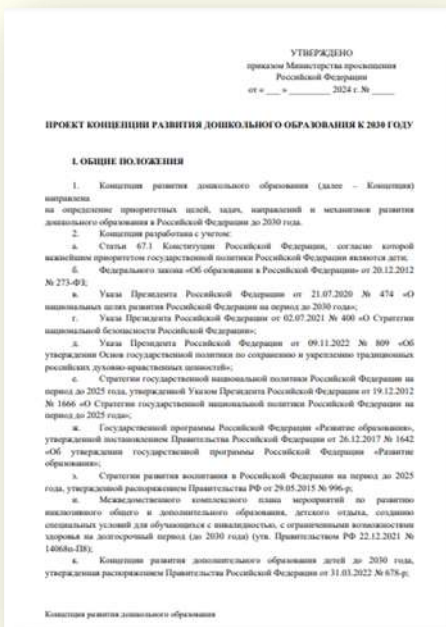 УТВЕРЖДЕНО
приказом Министерства просвещения
Российской Федерации
от « ___ » _________ 2024 г. № _____
ПРОЕКТ КОНЦЕПЦИИ РАЗВИТИЯ ДОШКОЛЬНОГО ОБРАЗОВАНИЯ К 2030 ГОДУ
I. ОБЩИЕ ПОЛОЖЕНИЯ
1. Концепция развития дошкольного образования (далее – Концепция)
направлена
на определение приоритетных целей, задач, направлений и механизмов развития
дошкольного образования в Российской Федерации до 2030 года.
2. Концепция разработана с учетом:
а. Статьи 67.1 Конституции Российской Федерации, согласно которой
важнейшим приоритетом государственной политики Российской Федерации являются дети;
б. Федерального закона «Об образовании в Российской Федерации» от 20.12.2012
№ 273-ФЗ;
в. Указа Президента Российской Федерации от 21.07.2020 № 474 «О
национальных целях развития Российской Федерации на период до 2030 года»;
г. Указа Президента Российской Федерации от 02.07.2021 № 400 «О Стратегии
национальной безопасности Российской Федерации»;
д. Указа Президента Российской Федерации от 09.11.2022 № 809 «Об
утверждении Основ государственной политики по сохранению и укреплению традиционных
российских духовно-нравственных ценностей»;
е. Стратегии государственной национальной политики Российской Федерации на
период до 2025 года, утвержденной Указом Президента Российской Федерации от 19.12.2012
№ 1666 «О Стратегии государственной национальной политики Российской Федерации на
период до 2025 года»;
ж. Государственной программы Российской Федерации «Развитие образования»,
утвержденной постановлением Правительства Российской Федерации от 26.12.2017 № 1642
«Об утверждении государственной программы Российской Федерации «Развитие
образования»;
з. Стратегии развития воспитания в Российской Федерации на период до 2025
года, утвержденной распоряжением Правительства РФ от 29.05.2015 № 996-р;
и. Межведомственного комплексного плана мероприятий по развитию
инклюзивного общего и дополнительного образования, детского отдыха, созданию
специальных условий для обучающихся с инвалидностью, с ограниченными возможностями
здоровья на долгосрочный период (до 2030 года) (утв. Правительством РФ 22.12.2021 №
14068п-П8);
к. Концепции развития дополнительного образования детей до 2030 года,
утвержденная распоряжением Правительства Российской Федерации от 31.03.2022 № 678-р;
Концепция развития дошкольного образования